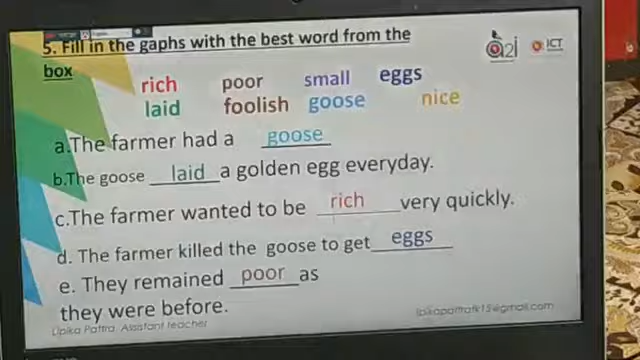 5. Fill in the gaphs with the best word from the
box
rich poor small eggs
laid foolish goose nice
a.The farmer had a goose
b.The goose laid a golden egg everyday.
c.The farmer wanted to be rich very quickly.
d. The farmer killed the goose to get eggs
e. They remained poor as
they were before.
Lipika Pattra, Assistant teacher
a2i ICT